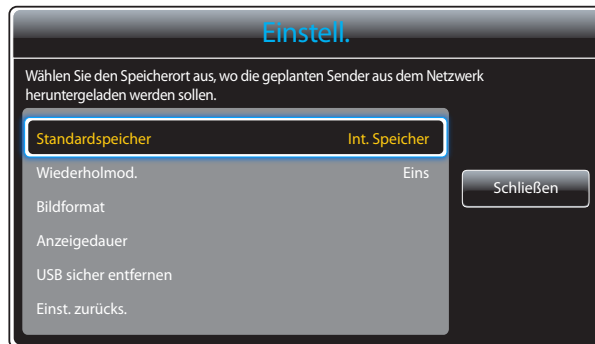 Einstell.
Wählen Sie den Speicherort aus, wo die geplanten Sender aus dem Netzwerk
heruntergeladen werden sollen.
Standardspeicher Int. Speicher
Wiederholmod. Eins
Bildformat
Anzeigedauer
USB sicher entfernen
Einst. zurücks.
Schließen